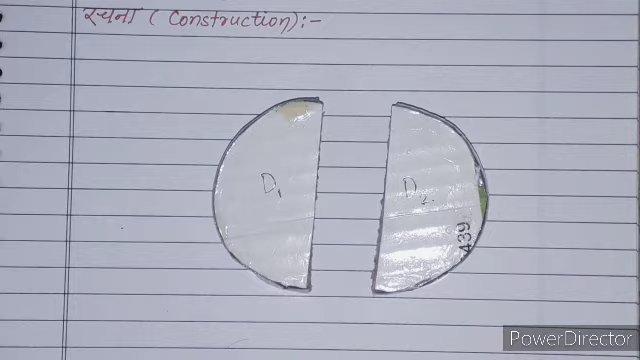 रचना ( Construction):-
D1
D2
439
PowerDirector